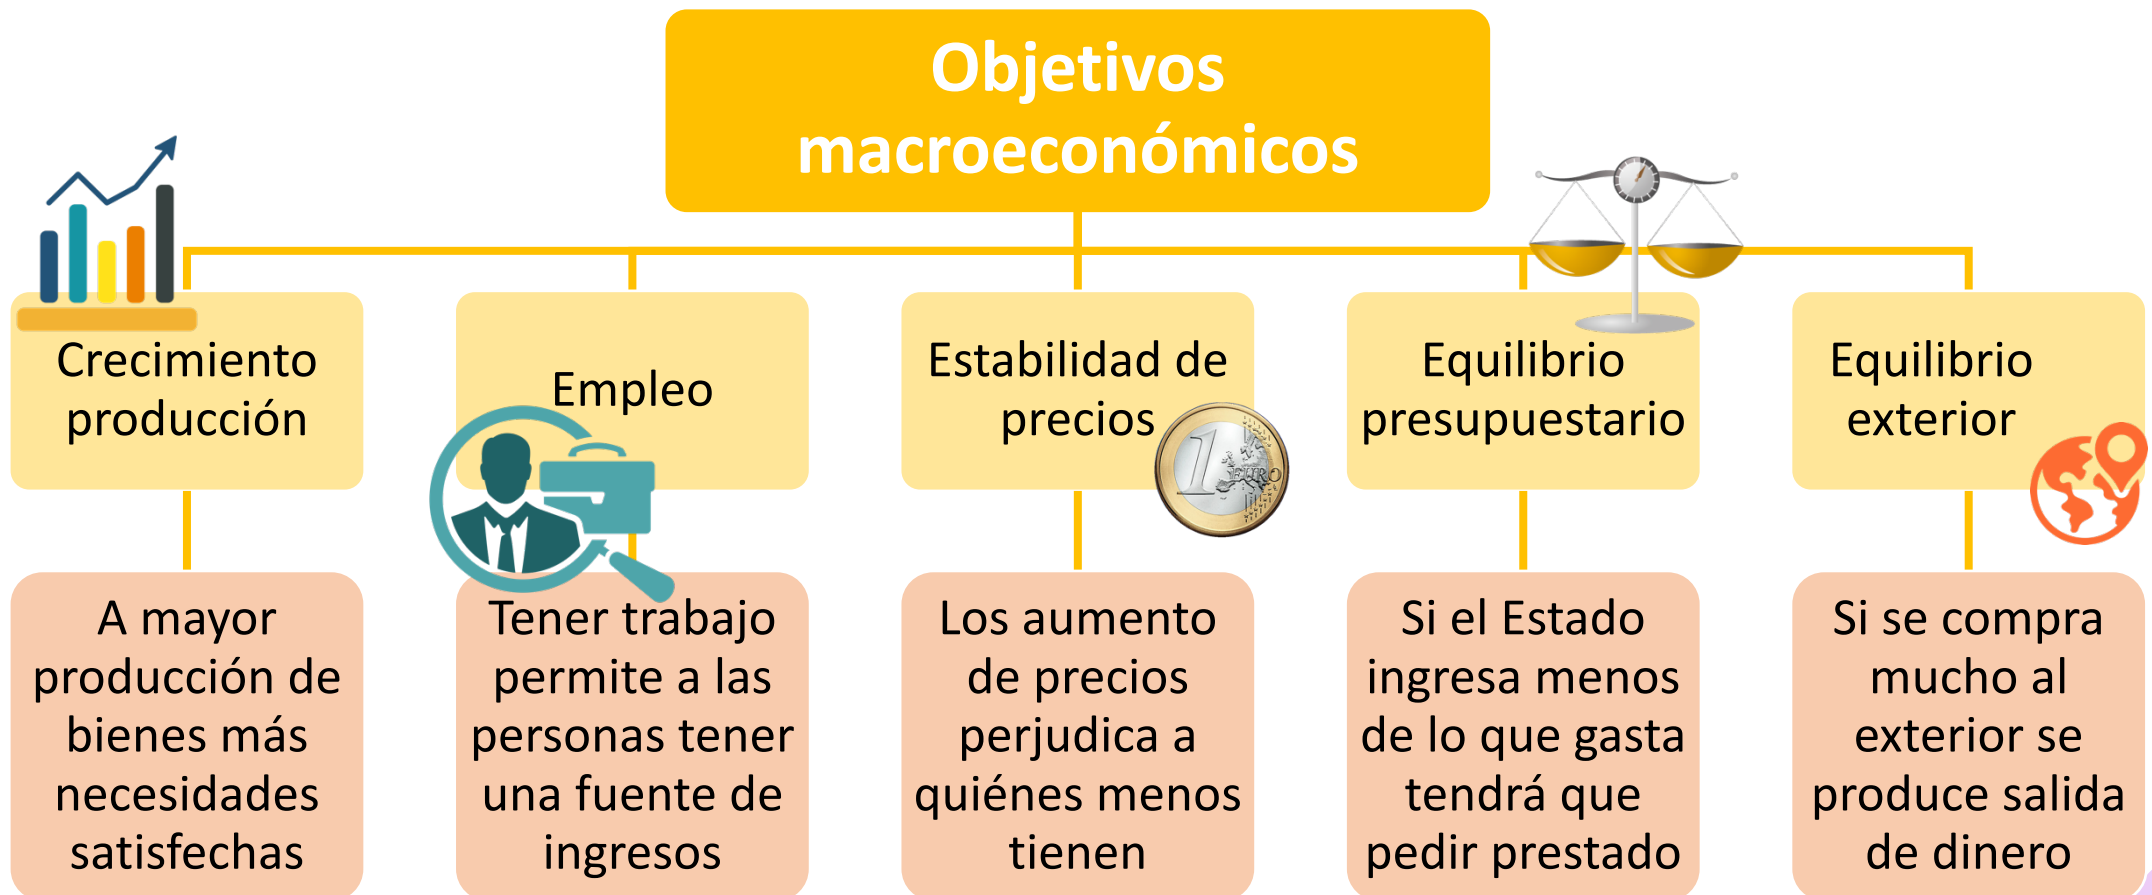 Objetivos
macroeconómicos
Crecimiento
producción
Empleo
Estabilidad de
precios
1
EURO
Equilibrio
presupuestario
Equilibrio
exterior
A mayor
producción de
bienes más
necesidades
satisfechas
Tener trabajo
permite a las
personas tener
una fuente de
ingresos
Los aumento
de precios
perjudica a
quiénes menos
tienen
Si el Estado
ingresa menos
de lo que gasta
tendrá que
pedir prestado
Si se compra
mucho al
exterior se
produce salida
de dinero